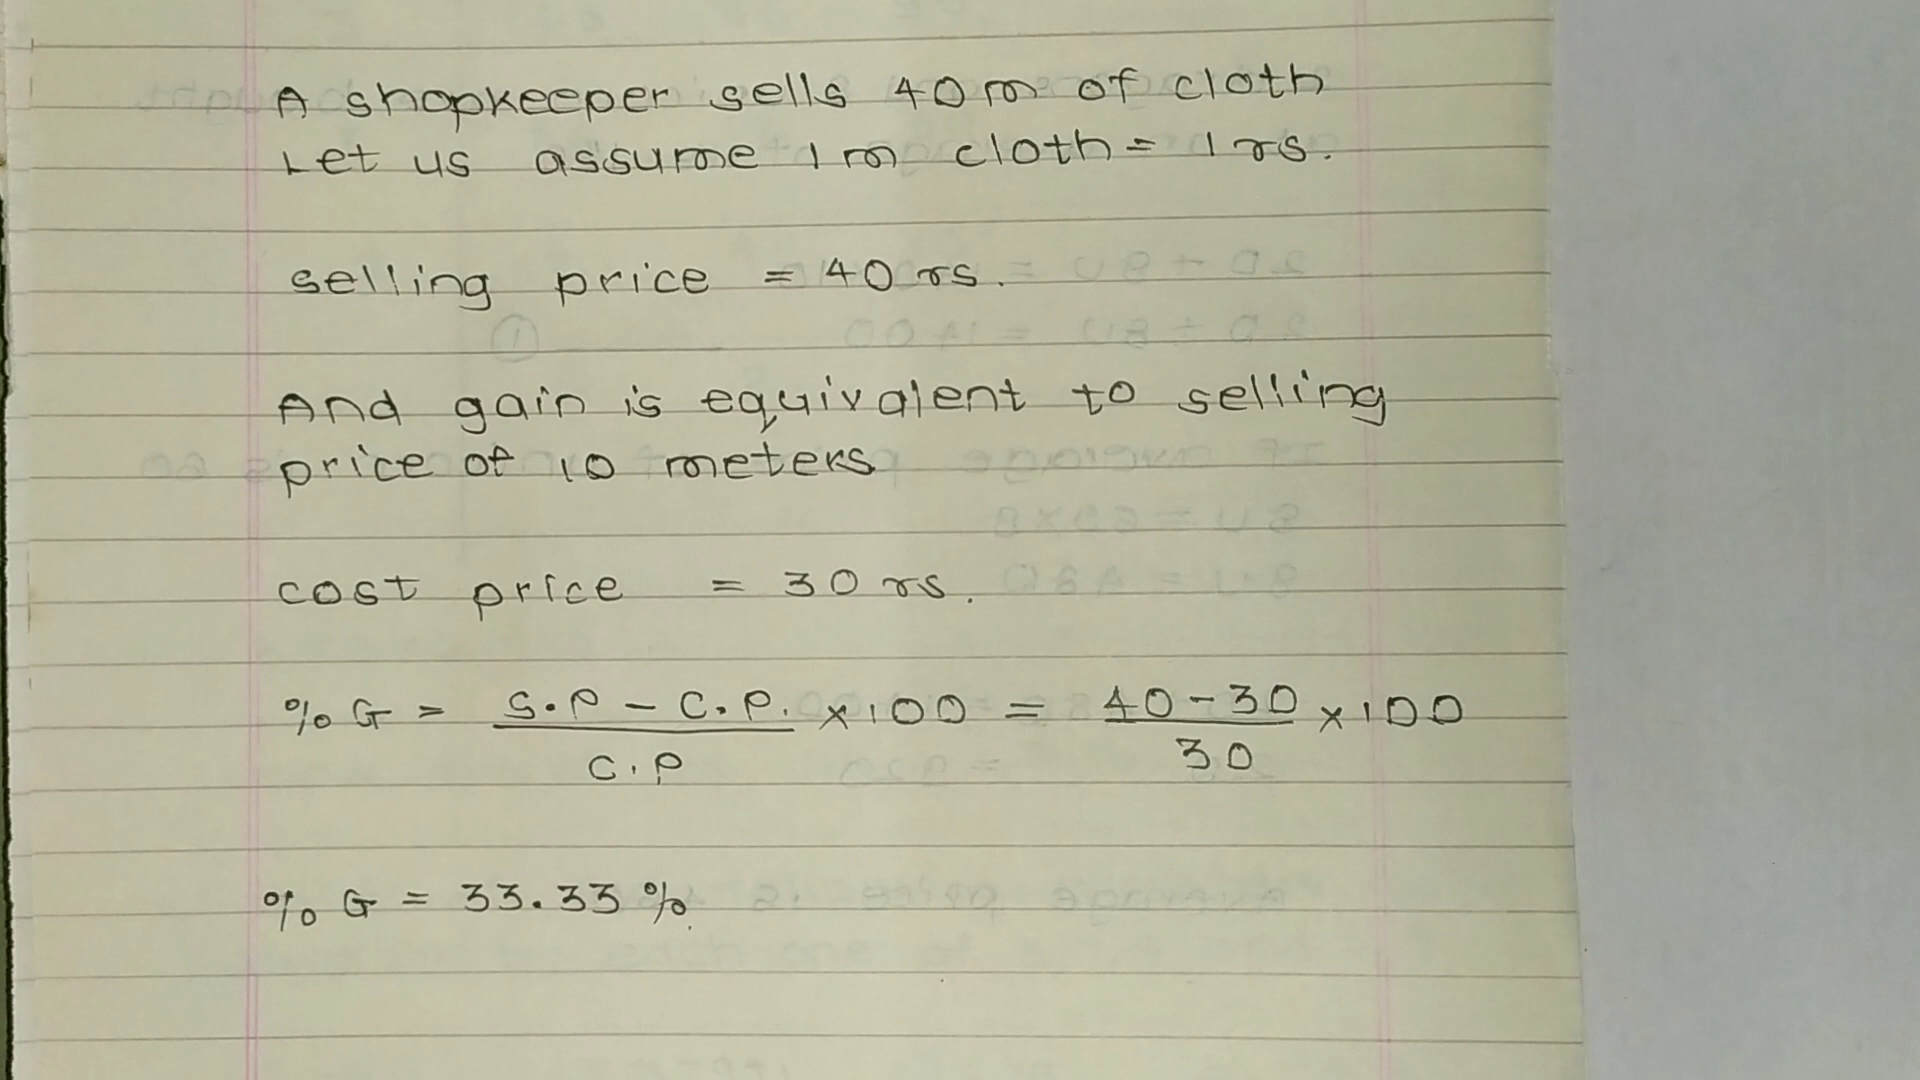 A shopkeeper sells 40 m of cloth
Let us assume 1 m cloth = 1 rs.
selling price = 40 rs.
And gain is equivalent to selling
price of 10 meters
cost price = 30 rs.
% G = S.P - C.P. / C.P × 100 = 40 - 30 / 30 × 100
% G = 33.33 %.